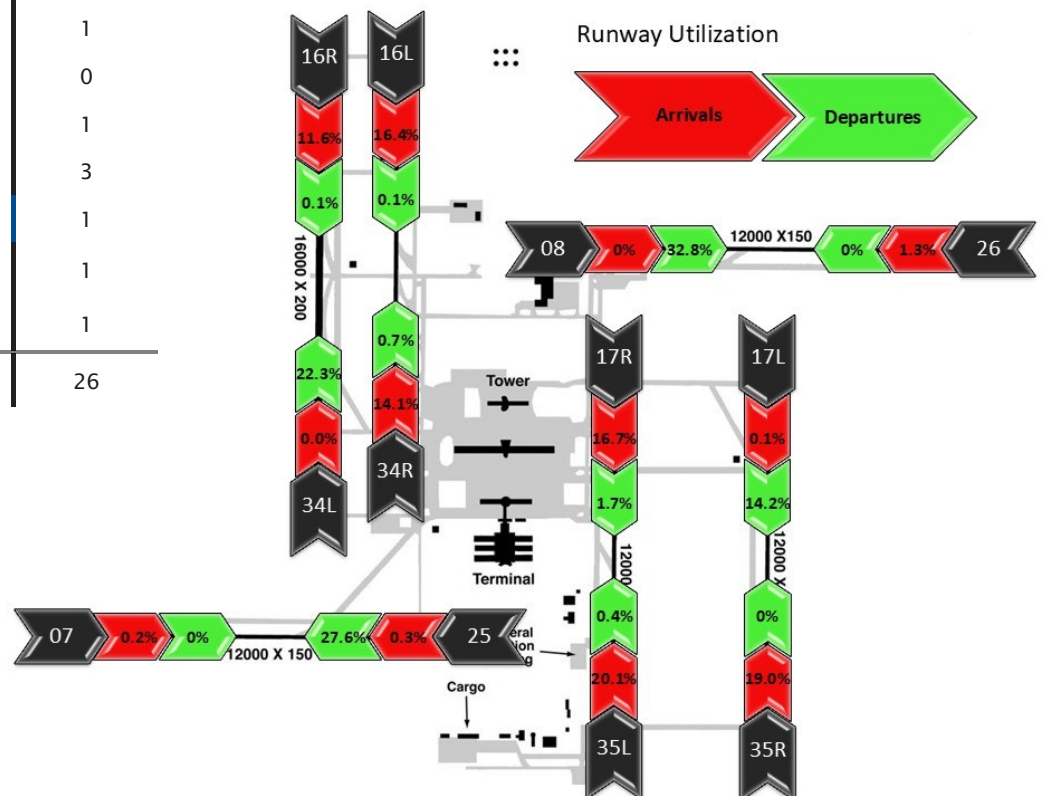 1
0
1
3
1
1
1
26
Runway Utilization
Arrivals
Departures
16R
16L
11.6%
16.4%
0.1%
0.1%
16000 X 200
08
0%
32.8%
12000 X150
0%
1.3%
26
22.3%
0.7%
0.0%
14.1%
34L
34R
Tower
17R
17L
16.7%
0.1%
1.7%
14.2%
12000
12000 X
Terminal
0.4%
0%
20.1%
19.0%
35L
35R
07
0.2%
0%
12000 X 150
27.6%
0.3%
25
eral
ion
g
Cargo